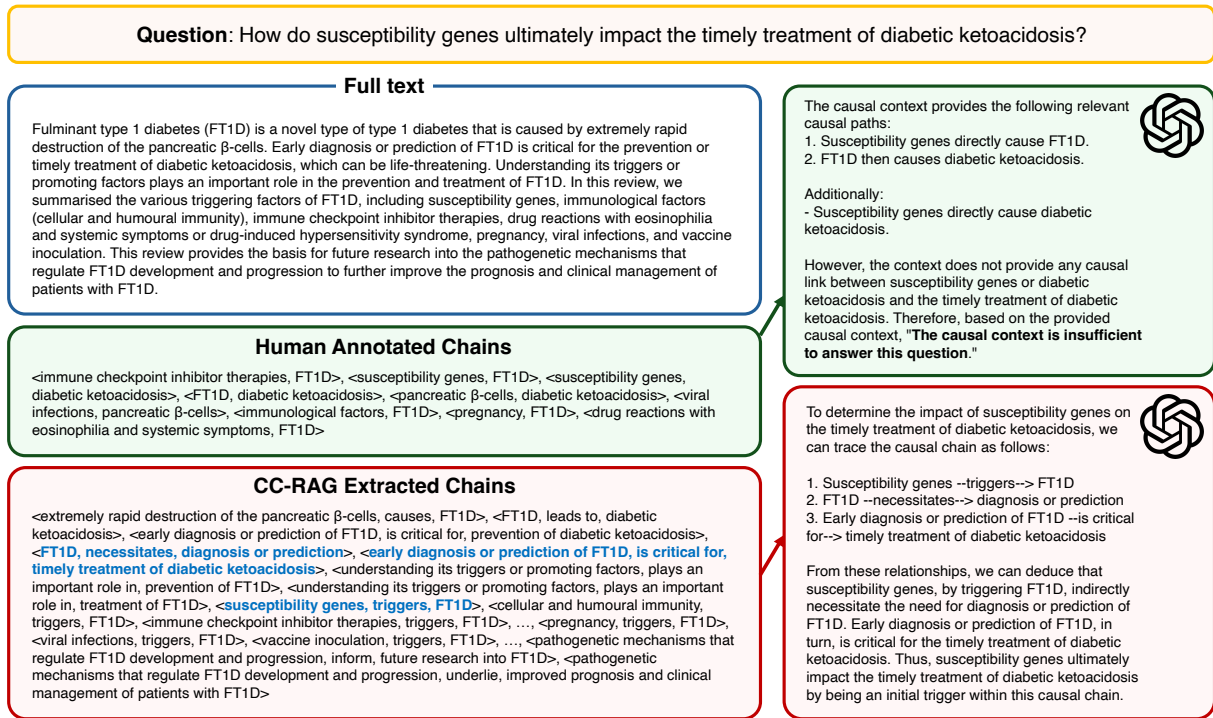 Question: How do susceptibility genes ultimately impact the timely treatment of diabetic ketoacidosis?
Full text
Fulminant type 1 diabetes (FT1D) is a novel type of type 1 diabetes that is caused by extremely rapid
destruction of the pancreatic β-cells. Early diagnosis or prediction of FT1D is critical for the prevention or
timely treatment of diabetic ketoacidosis, which can be life-threatening. Understanding its triggers or
promoting factors plays an important role in the prevention and treatment of FT1D. In this review, we
summarised the various triggering factors of FT1D, including susceptibility genes, immunological factors
(cellular and humoural immunity), immune checkpoint inhibitor therapies, drug reactions with eosinophilia
and systemic symptoms or drug-induced hypersensitivity syndrome, pregnancy, viral infections, and vaccine
inoculation. This review provides the basis for future research into the pathogenetic mechanisms that
regulate FT1D development and progression to further improve the prognosis and clinical management of
patients with FT1D.
Human Annotated Chains
<immune checkpoint inhibitor therapies, FT1D>, <susceptibility genes, FT1D>, <susceptibility genes,
diabetic ketoacidosis>, <FT1D, diabetic ketoacidosis>, <pancreatic β-cells, diabetic ketoacidosis>, <viral
infections, pancreatic β-cells>, <immunological factors, FT1D>, <pregnancy, FT1D>, <drug reactions with
eosinophilia and systemic symptoms, FT1D>
CC-RAG Extracted Chains
<extremely rapid destruction of the pancreatic β-cells, causes, FT1D>, <FT1D, leads to, diabetic
ketoacidosis>, <early diagnosis or prediction of FT1D, is critical for, prevention of diabetic ketoacidosis>,
<FT1D, necessitates, diagnosis or prediction>, <early diagnosis or prediction of FT1D, is critical for,
timely treatment of diabetic ketoacidosis>, <understanding its triggers or promoting factors, plays an
important role in, prevention of FT1D>, <understanding its triggers or promoting factors, plays an important
role in, treatment of FT1D>, <susceptibility genes, triggers, FT1D>, <cellular and humoural immunity,
triggers, FT1D>, <immune checkpoint inhibitor therapies, triggers, FT1D>, …, <pregnancy, triggers, FT1D>,
<viral infections, triggers, FT1D>, <vaccine inoculation, triggers, FT1D>, …, <pathogenetic mechanisms that
regulate FT1D development and progression, inform, future research into FT1D>, <pathogenetic
mechanisms that regulate FT1D development and progression, underlie, improved prognosis and clinical
management of patients with FT1D>
The causal context provides the following relevant
causal paths:
1. Susceptibility genes directly cause FT1D.
2. FT1D then causes diabetic ketoacidosis.
Additionally:
- Susceptibility genes directly cause diabetic
ketoacidosis.
However, the context does not provide any causal
link between susceptibility genes or diabetic
ketoacidosis and the timely treatment of diabetic
ketoacidosis. Therefore, based on the provided
causal context, "The causal context is insufficient
to answer this question."
To determine the impact of susceptibility genes on
the timely treatment of diabetic ketoacidosis, we
can trace the causal chain as follows:
1. Susceptibility genes --triggers--> FT1D
2. FT1D --necessitates--> diagnosis or prediction
3. Early diagnosis or prediction of FT1D --is critical
for--> timely treatment of diabetic ketoacidosis
From these relationships, we can deduce that
susceptibility genes, by triggering FT1D, indirectly
necessitate the need for diagnosis or prediction of
FT1D. Early diagnosis or prediction of FT1D, in
turn, is critical for the timely treatment of diabetic
ketoacidosis. Thus, susceptibility genes ultimately
impact the timely treatment of diabetic ketoacidosis
by being an initial trigger within this causal chain.